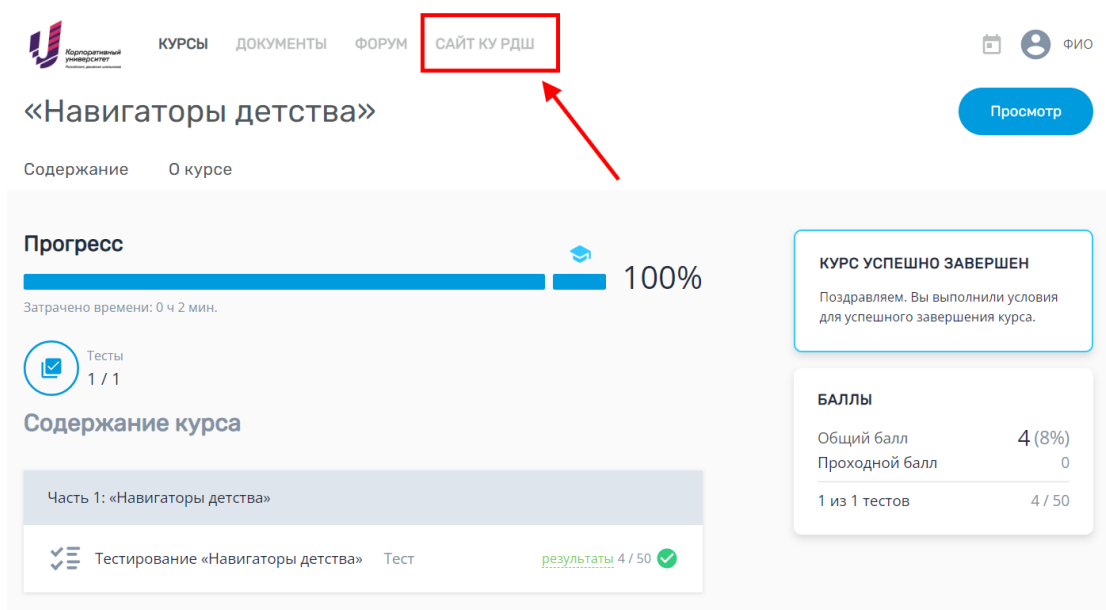 Корпоративный
университет
Российского движения школьников
КУРСЫ ДОКУМЕНТЫ ФОРУМ САЙТ КУ РДШ
ФИО
«Навигаторы детства»
Просмотр
Содержание О курсе
Прогресс
100%
Затрачено времени: 0 ч 2 мин.
Тесты
1 / 1
Содержание курса
Часть 1: «Навигаторы детства»
Тестирование «Навигаторы детства» Тест результаты 4 / 50
КУРС УСПЕШНО ЗАВЕРШЕН
Поздравляем. Вы выполнили условия
для успешного завершения курса.
БАЛЛЫ
Общий балл 4 (8%)
Проходной балл 0
1 из 1 тестов 4 / 50